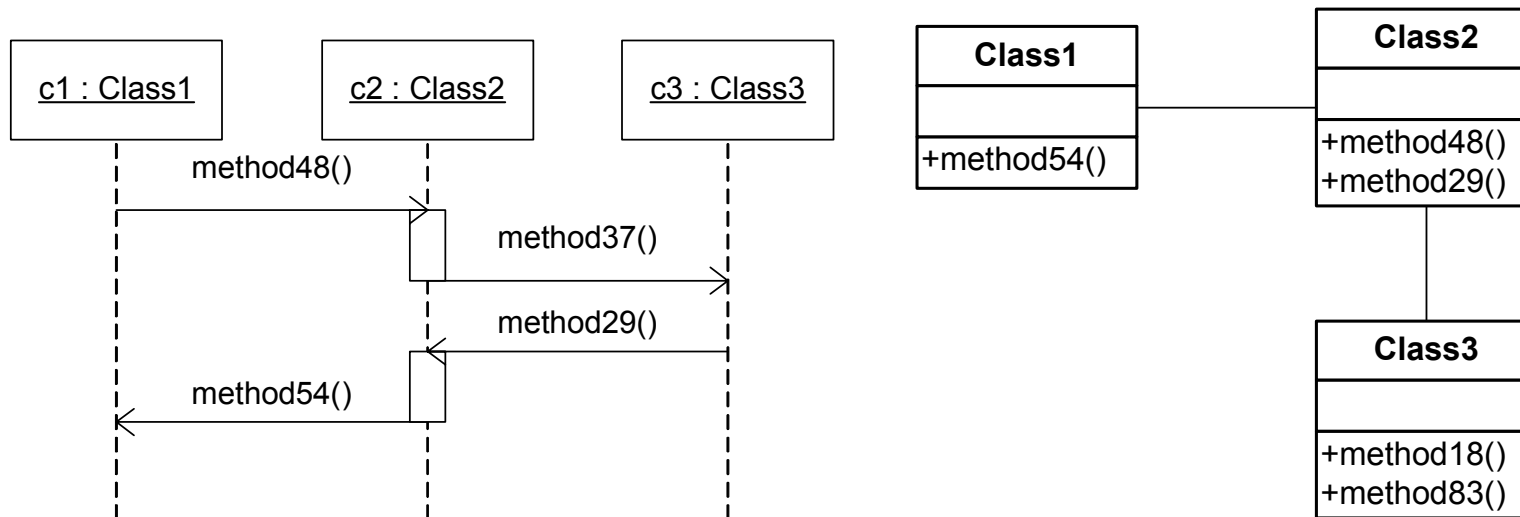 c1 : Class1
c2 : Class2
c3 : Class3
method48()
method37()
method29()
method54()
Class1
+method54()
Class2
+method48()
+method29()
Class3
+method18()
+method83()